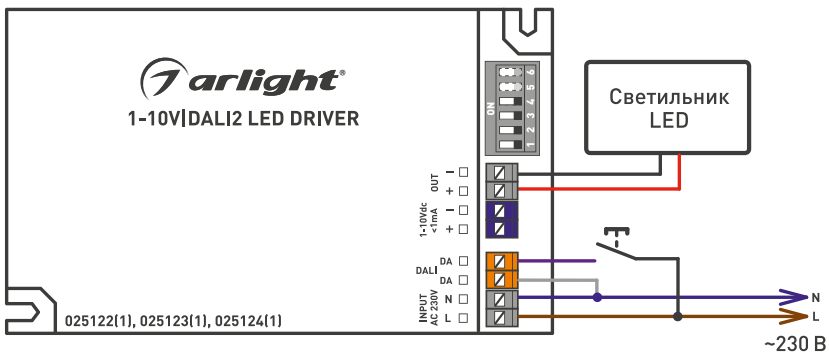 arlight®
1-10V|DALI2 LED DRIVER
ON
1 2 3 4 5 6
Светильник
LED
OUT
−
+
1-10Vdc
<1mA
−
+
DALI
DA
DA
INPUT
AC 230V
N
L
N
L
025122(1), 025123(1), 025124(1)
~230 В